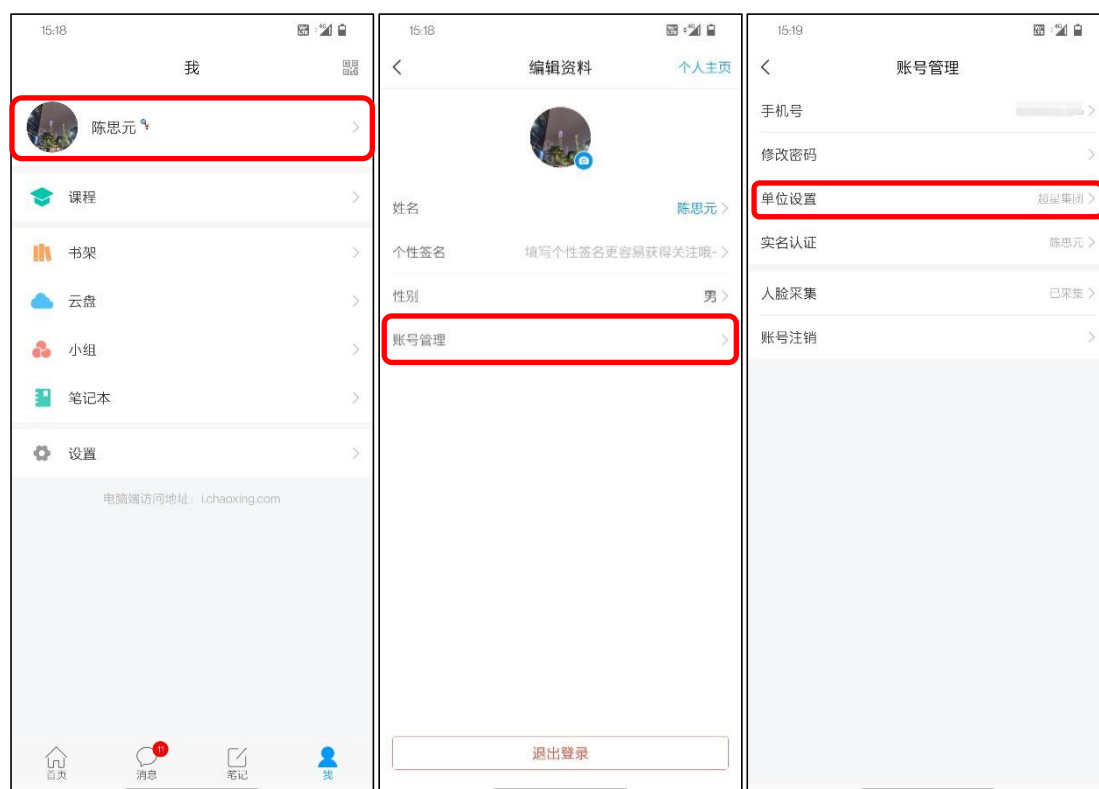 15:18
我
陈思元
课程
书架
云盘
小组
笔记本
设置
电脑端访问地址：i.chaoxing.com
11
首页
消息
笔记
我
15:18
编辑资料
个人主页
姓名
陈思元
个性签名
填写个性签名更容易获得关注哦~
性别
男
账号管理
退出登录
15:19
账号管理
手机号
修改密码
单位设置
超星集团
实名认证
陈思元
人脸采集
已采集
账号注销